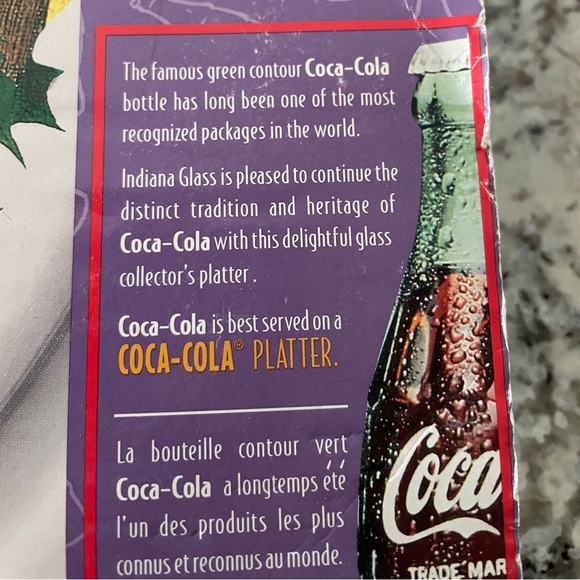 The famous green contour Coca-Cola
bottle has long been one of the most
recognized packages in the world.
Indiana Glass is pleased to continue the
distinct tradition and heritage of
Coca-Cola with this delightful glass
collector's platter .
Coca-Cola is best served on a
COCA-COLA® PLATTER.
La bouteille contour vert
Coca-Cola a longtemps été
l'un des produits les plus
connus et reconnus au monde.
Coca
TRADE MAR